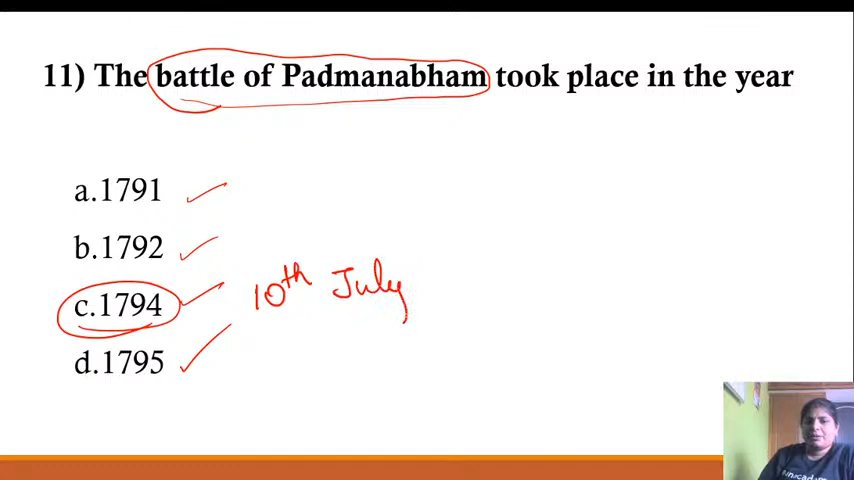 11) The battle of Padmanabham took place in the year
a.1791
b.1792
c.1794
10th July
d.1795